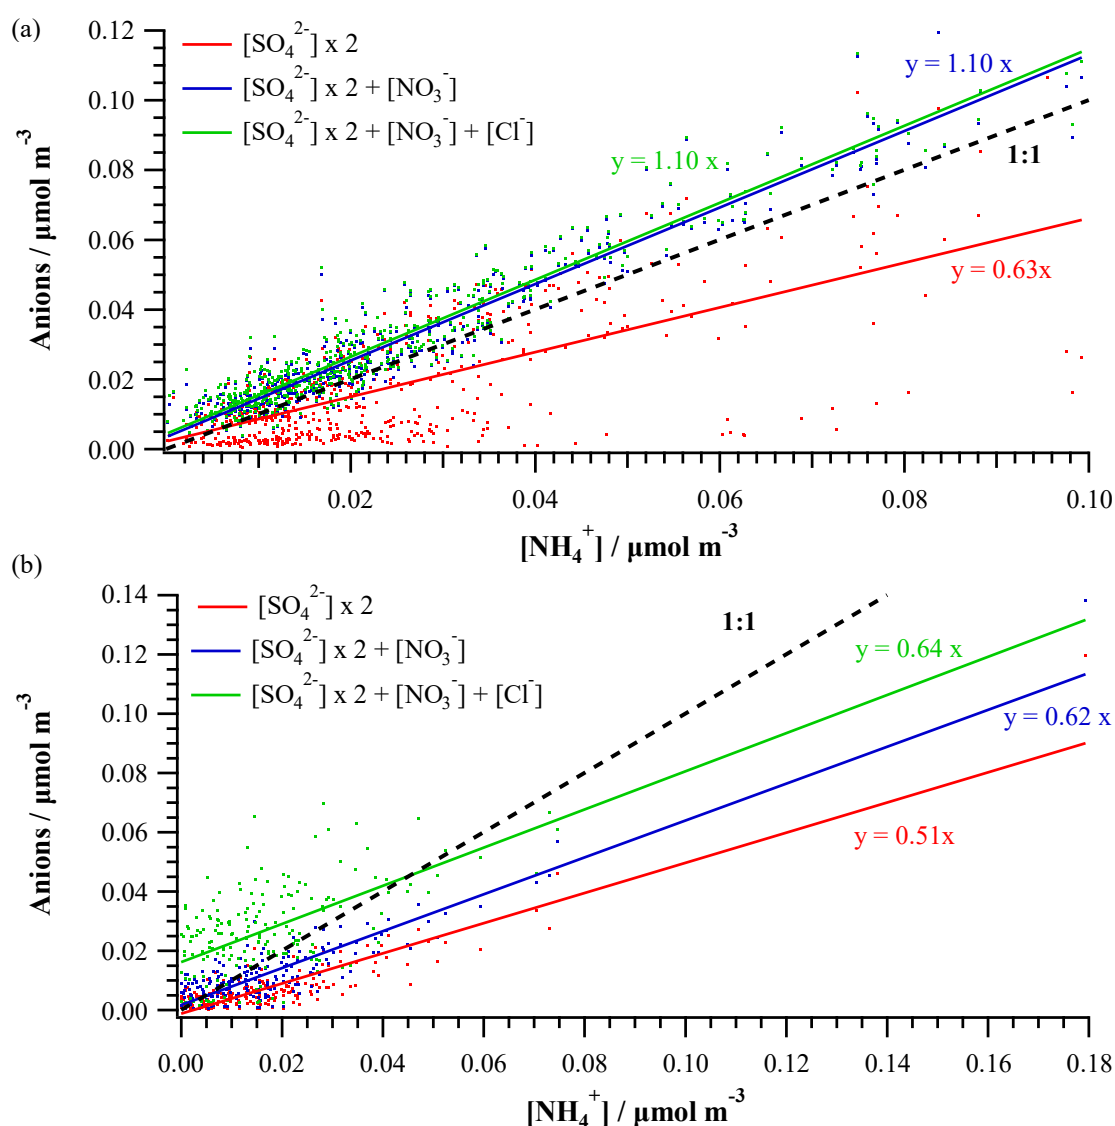 (a)
[SO₄²⁻] x 2
[SO₄²⁻] x 2 + [NO₃⁻]
[SO₄²⁻] x 2 + [NO₃⁻] + [Cl⁻]
y = 1.10 x
y = 1.10 x
1:1
y = 0.63x
Anions / µmol m⁻³
0.12
0.10
0.08
0.06
0.04
0.02
0.00
0.02 0.04 0.06 0.08 0.10
[NH₄⁺] / µmol m⁻³
(b)
[SO₄²⁻] x 2
[SO₄²⁻] x 2 + [NO₃⁻]
[SO₄²⁻] x 2 + [NO₃⁻] + [Cl⁻]
1:1
y = 0.64 x
y = 0.62 x
y = 0.51x
Anions / µmol m⁻³
0.14
0.12
0.10
0.08
0.06
0.04
0.02
0.00
0.00 0.02 0.04 0.06 0.08 0.10 0.12 0.14 0.16 0.18
[NH₄⁺] / µmol m⁻³